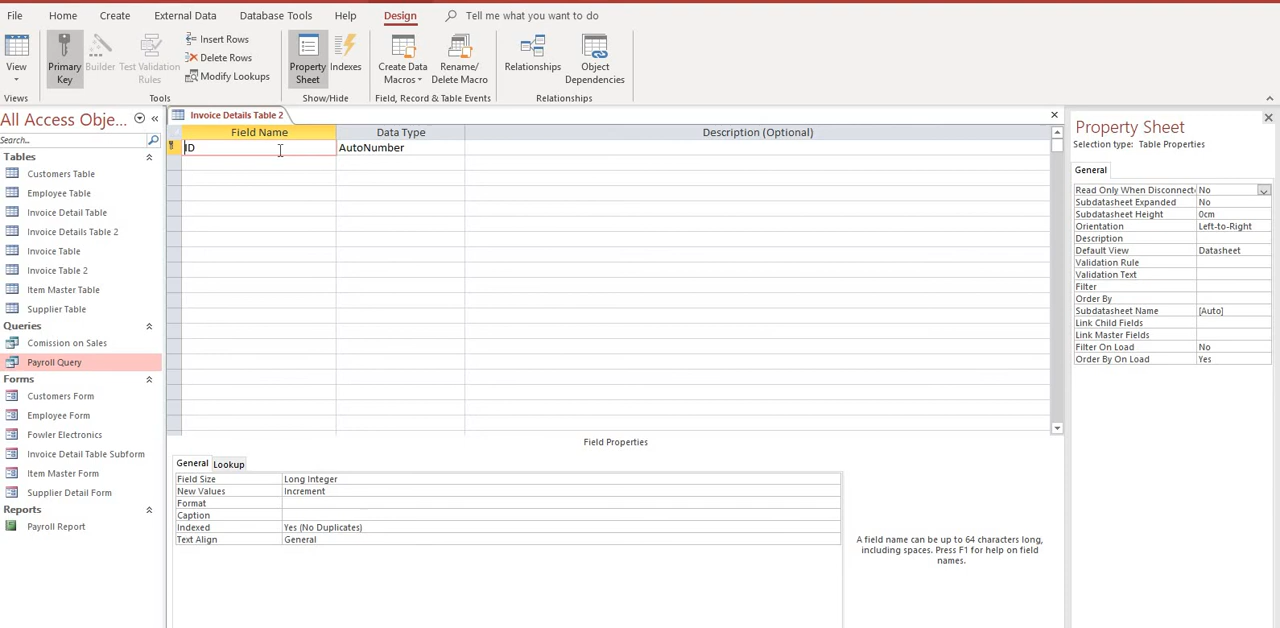 File Home Create External Data Database Tools Help Design Tell me what you want to do
View
Primary Key
Builder
Test Validation Rules
Insert Rows
Delete Rows
Modify Lookups
Property Sheet
Indexes
Create Data Macros
Rename/ Delete Macro
Relationships
Object Dependencies
Views Tools Show/Hide Field, Record & Table Events Relationships
All Access Obje...
Search...
Tables
Customers Table
Employee Table
Invoice Detail Table
Invoice Details Table 2
Invoice Table
Invoice Table 2
Item Master Table
Supplier Table
Queries
Comission on Sales
Payroll Query
Forms
Customers Form
Employee Form
Fowler Electronics
Invoice Detail Table Subform
Item Master Form
Supplier Detail Form
Reports
Payroll Report
Invoice Details Table 2
Field Name Data Type Description (Optional)
ID AutoNumber
Field Properties
General Lookup
Field Size Long Integer
New Values Increment
Format
Caption
Indexed Yes (No Duplicates)
Text Align General
A field name can be up to 64 characters long,
including spaces. Press F1 for help on field
names.
Property Sheet
Selection type: Table Properties
General
Read Only When Disconnect No
Subdatasheet Expanded No
Subdatasheet Height 0cm
Orientation Left-to-Right
Description
Default View Datasheet
Validation Rule
Validation Text
Filter
Order By
Subdatasheet Name [Auto]
Link Child Fields
Link Master Fields
Filter On Load No
Order By On Load Yes